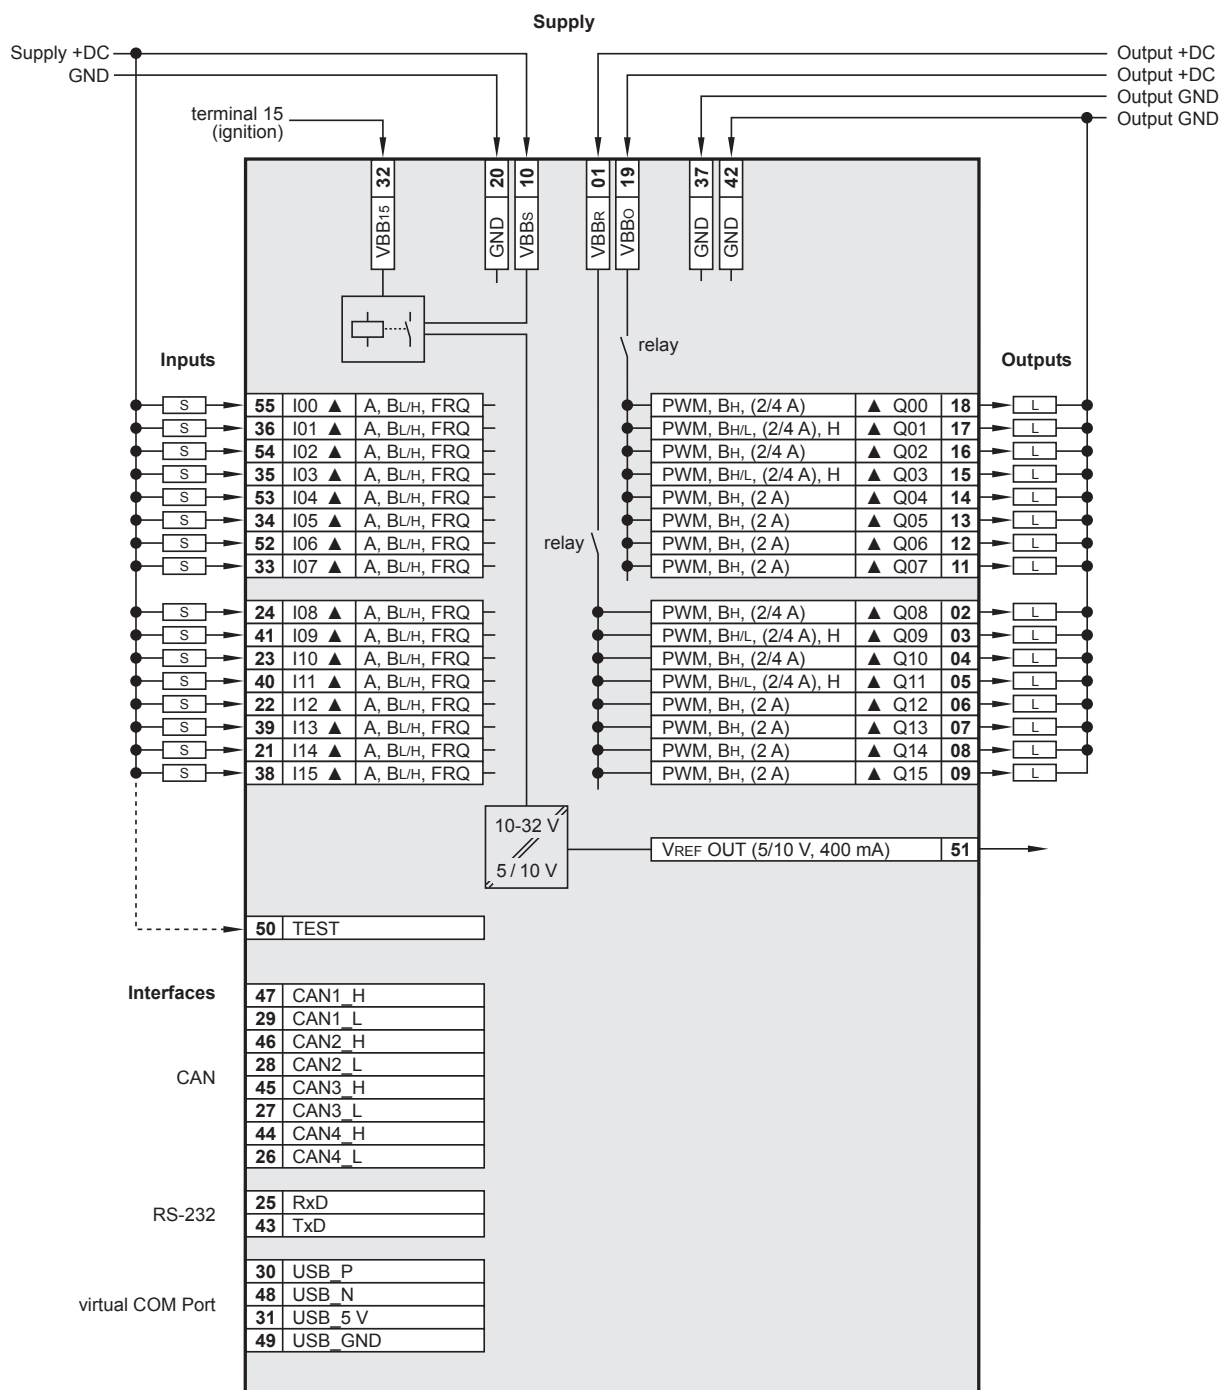 Supply
Supply +DC
GND
Output +DC
Output +DC
Output GND
Output GND
terminal 15
(ignition)
32 VBB15
20 GND
10 VBBS
01 VBBR
19 VBBO
37 GND
42 GND
relay
Inputs
Outputs
S 55 I00 ▲ A, BL/H, FRQ
S 36 I01 ▲ A, BL/H, FRQ
S 54 I02 ▲ A, BL/H, FRQ
S 35 I03 ▲ A, BL/H, FRQ
S 53 I04 ▲ A, BL/H, FRQ
S 34 I05 ▲ A, BL/H, FRQ
S 52 I06 ▲ A, BL/H, FRQ
S 33 I07 ▲ A, BL/H, FRQ
PWM, BH, (2/4 A) ▲ Q00 18 L
PWM, BH/L, (2/4 A), H ▲ Q01 17 L
PWM, BH, (2/4 A) ▲ Q02 16 L
PWM, BH/L, (2/4 A), H ▲ Q03 15 L
PWM, BH, (2 A) ▲ Q04 14 L
PWM, BH, (2 A) ▲ Q05 13 L
PWM, BH, (2 A) ▲ Q06 12 L
PWM, BH, (2 A) ▲ Q07 11 L
relay
S 24 I08 ▲ A, BL/H, FRQ
S 41 I09 ▲ A, BL/H, FRQ
S 23 I10 ▲ A, BL/H, FRQ
S 40 I11 ▲ A, BL/H, FRQ
S 22 I12 ▲ A, BL/H, FRQ
S 39 I13 ▲ A, BL/H, FRQ
S 21 I14 ▲ A, BL/H, FRQ
S 38 I15 ▲ A, BL/H, FRQ
PWM, BH, (2/4 A) ▲ Q08 02 L
PWM, BH/L, (2/4 A), H ▲ Q09 03 L
PWM, BH, (2/4 A) ▲ Q10 04 L
PWM, BH/L, (2/4 A), H ▲ Q11 05 L
PWM, BH, (2 A) ▲ Q12 06 L
PWM, BH, (2 A) ▲ Q13 07 L
PWM, BH, (2 A) ▲ Q14 08 L
PWM, BH, (2 A) ▲ Q15 09 L
10-32 V
5 / 10 V
VREF OUT (5/10 V, 400 mA) 51
50 TEST
Interfaces
CAN
47 CAN1_H
29 CAN1_L
46 CAN2_H
28 CAN2_L
45 CAN3_H
27 CAN3_L
44 CAN4_H
26 CAN4_L
RS-232
25 RxD
43 TxD
virtual COM Port
30 USB_P
48 USB_N
31 USB_5 V
49 USB_GND